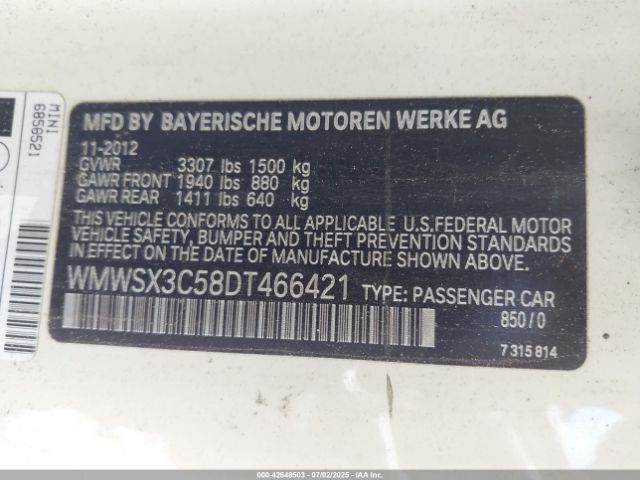 MINI
6856521
MFD BY BAYERISCHE MOTOREN WERKE AG
11-2012
GVWR 3307 lbs 1500 kg
GAWR FRONT 1940 lbs 880 kg
GAWR REAR 1411 lbs 640 kg
THIS VEHICLE CONFORMS TO ALL APPLICABLE U.S.FEDERAL MOTOR
VEHICLE SAFETY, BUMPER AND THEFT PREVENTION STANDARDS
IN EFFECT ON THE DATE OF MANUFACTURE SHOWN ABOVE.
WMWSX3C58DT466421 TYPE: PASSENGER CAR
850/0
7 315 814
000-42648503 - 07/02/2025 - IAAI.COM